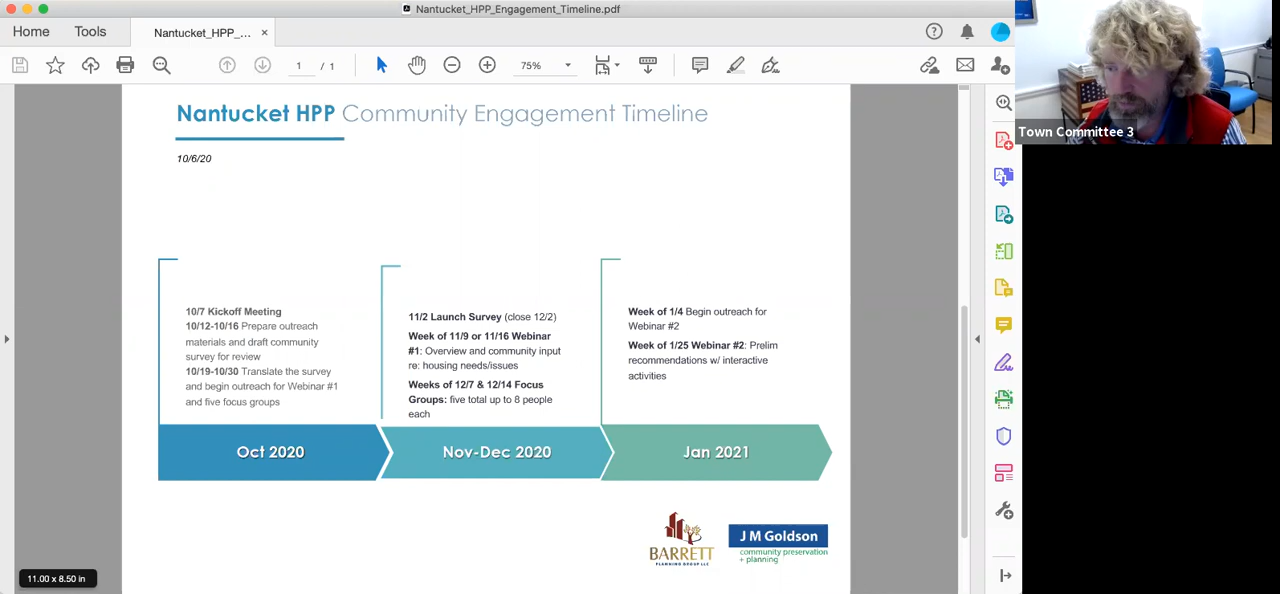 Nantucket_HPP_Engagement_Timeline.pdf
Home
Tools
Nantucket_HPP_... ×
1 / 1
75%
Nantucket HPP Community Engagement Timeline
10/6/20
10/7 Kickoff Meeting
10/12-10/16 Prepare outreach
materials and draft community
survey for review
10/19-10/30 Translate the survey
and begin outreach for Webinar #1
and five focus groups
11/2 Launch Survey (close 12/2)
Week of 11/9 or 11/16 Webinar
#1: Overview and community input
re: housing needs/issues
Weeks of 12/7 & 12/14 Focus
Groups: five total up to 8 people
each
Week of 1/4 Begin outreach for
Webinar #2
Week of 1/25 Webinar #2: Prelim
recommendations w/ interactive
activities
Oct 2020
Nov-Dec 2020
Jan 2021
BARRETT
PLANNING GROUP LLC
J M Goldson
community preservation
+ planning
11.00 x 8.50 in
Town Committee 3